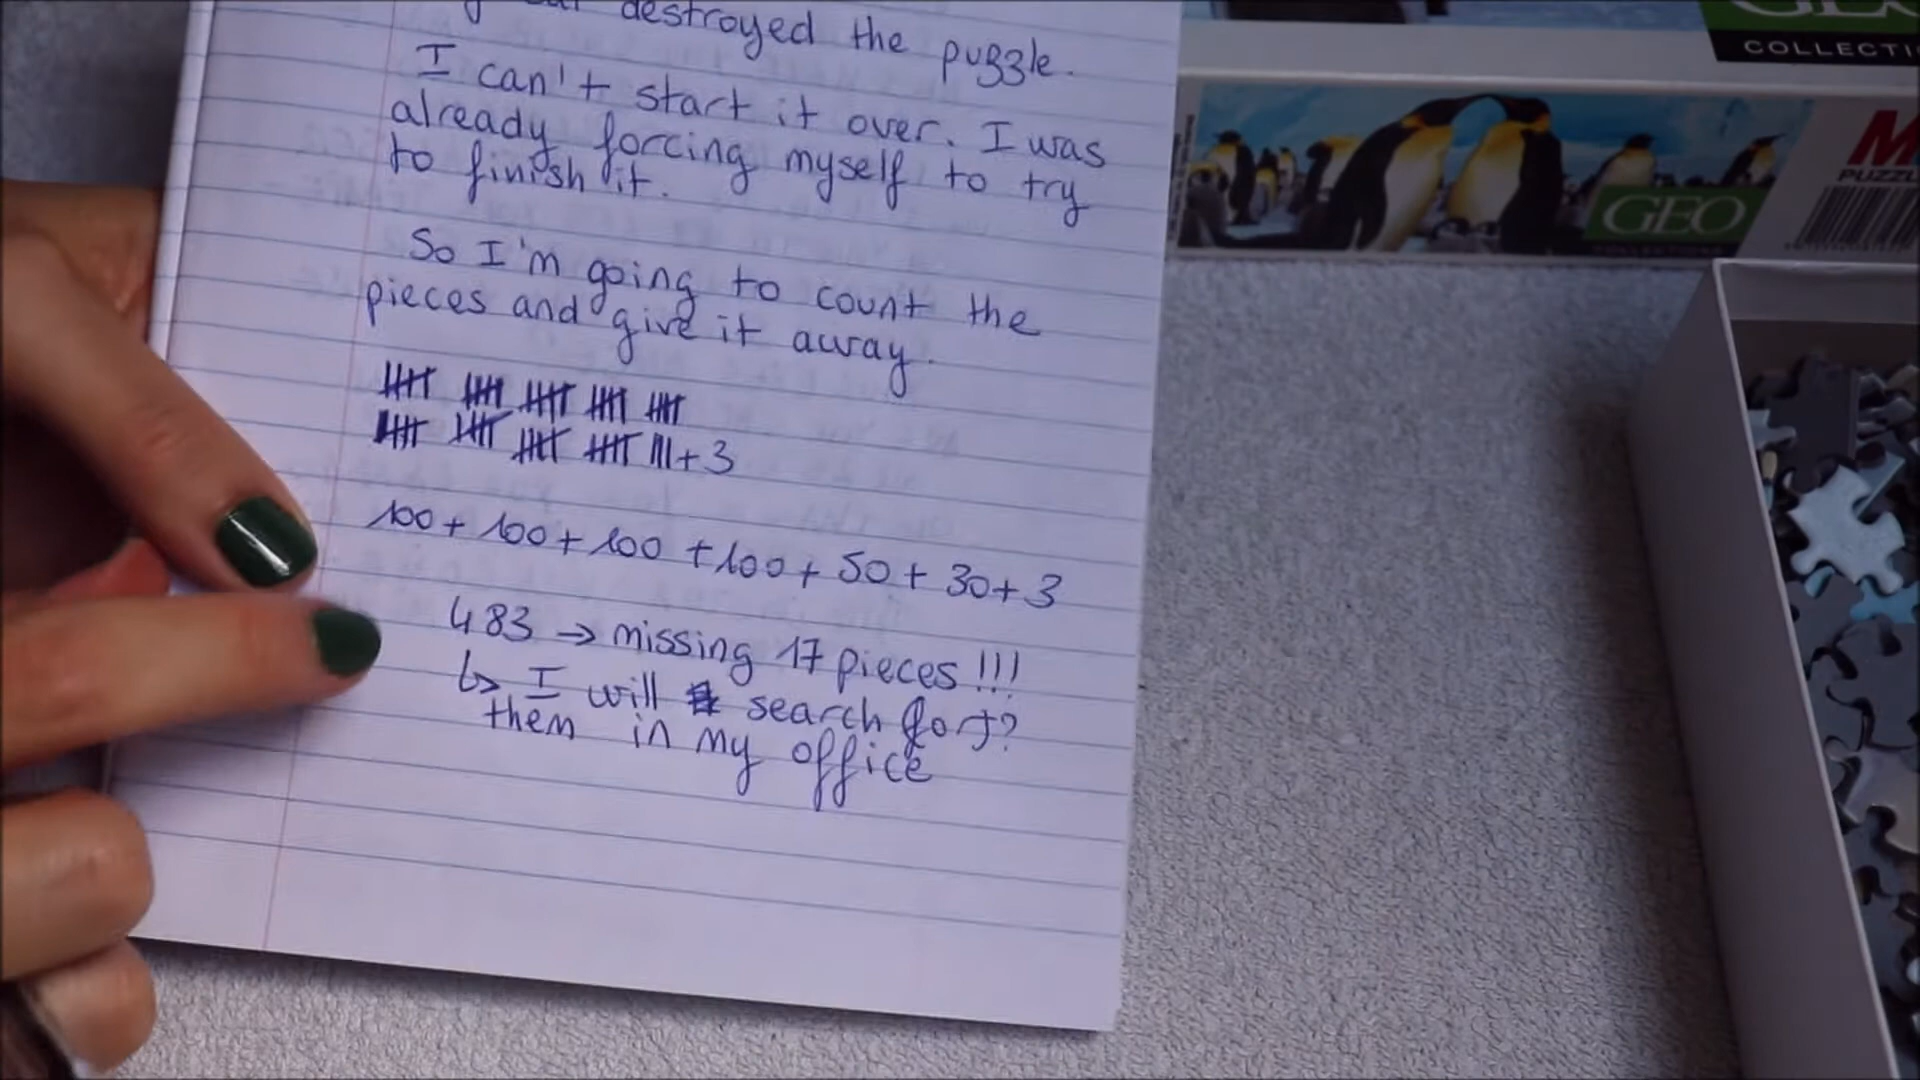 destroyed the puzzle.
I can't start it over. I was
already forcing myself to try
to finish it.
So I'm going to count the
pieces and give it away.
+ 3
100 + 100 + 100 + 100 + 50 + 30 + 3
483 → missing 17 pieces !!!
↳ I will search for?
them in my office
COLLECTI
GEO
PUZZL